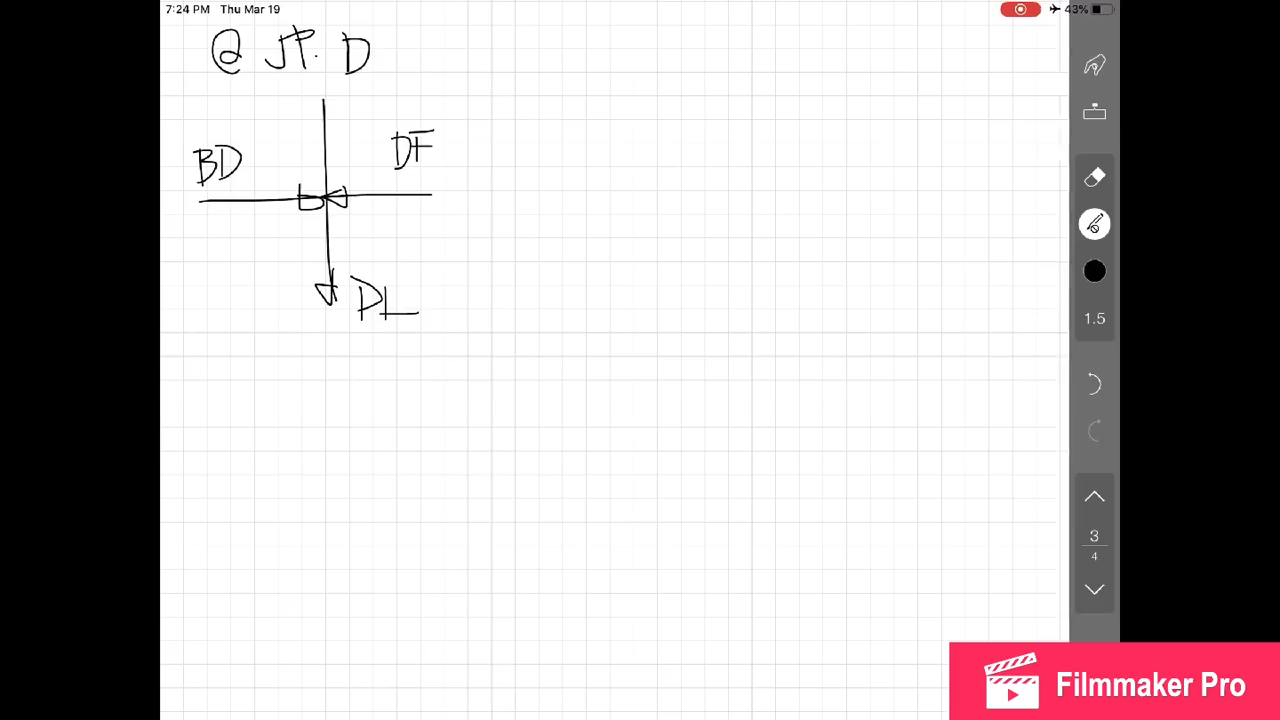 7:24 PM Thu Mar 19
43%
@ JT. D
BD
DF
DL
1.5
3
4
Filmmaker Pro